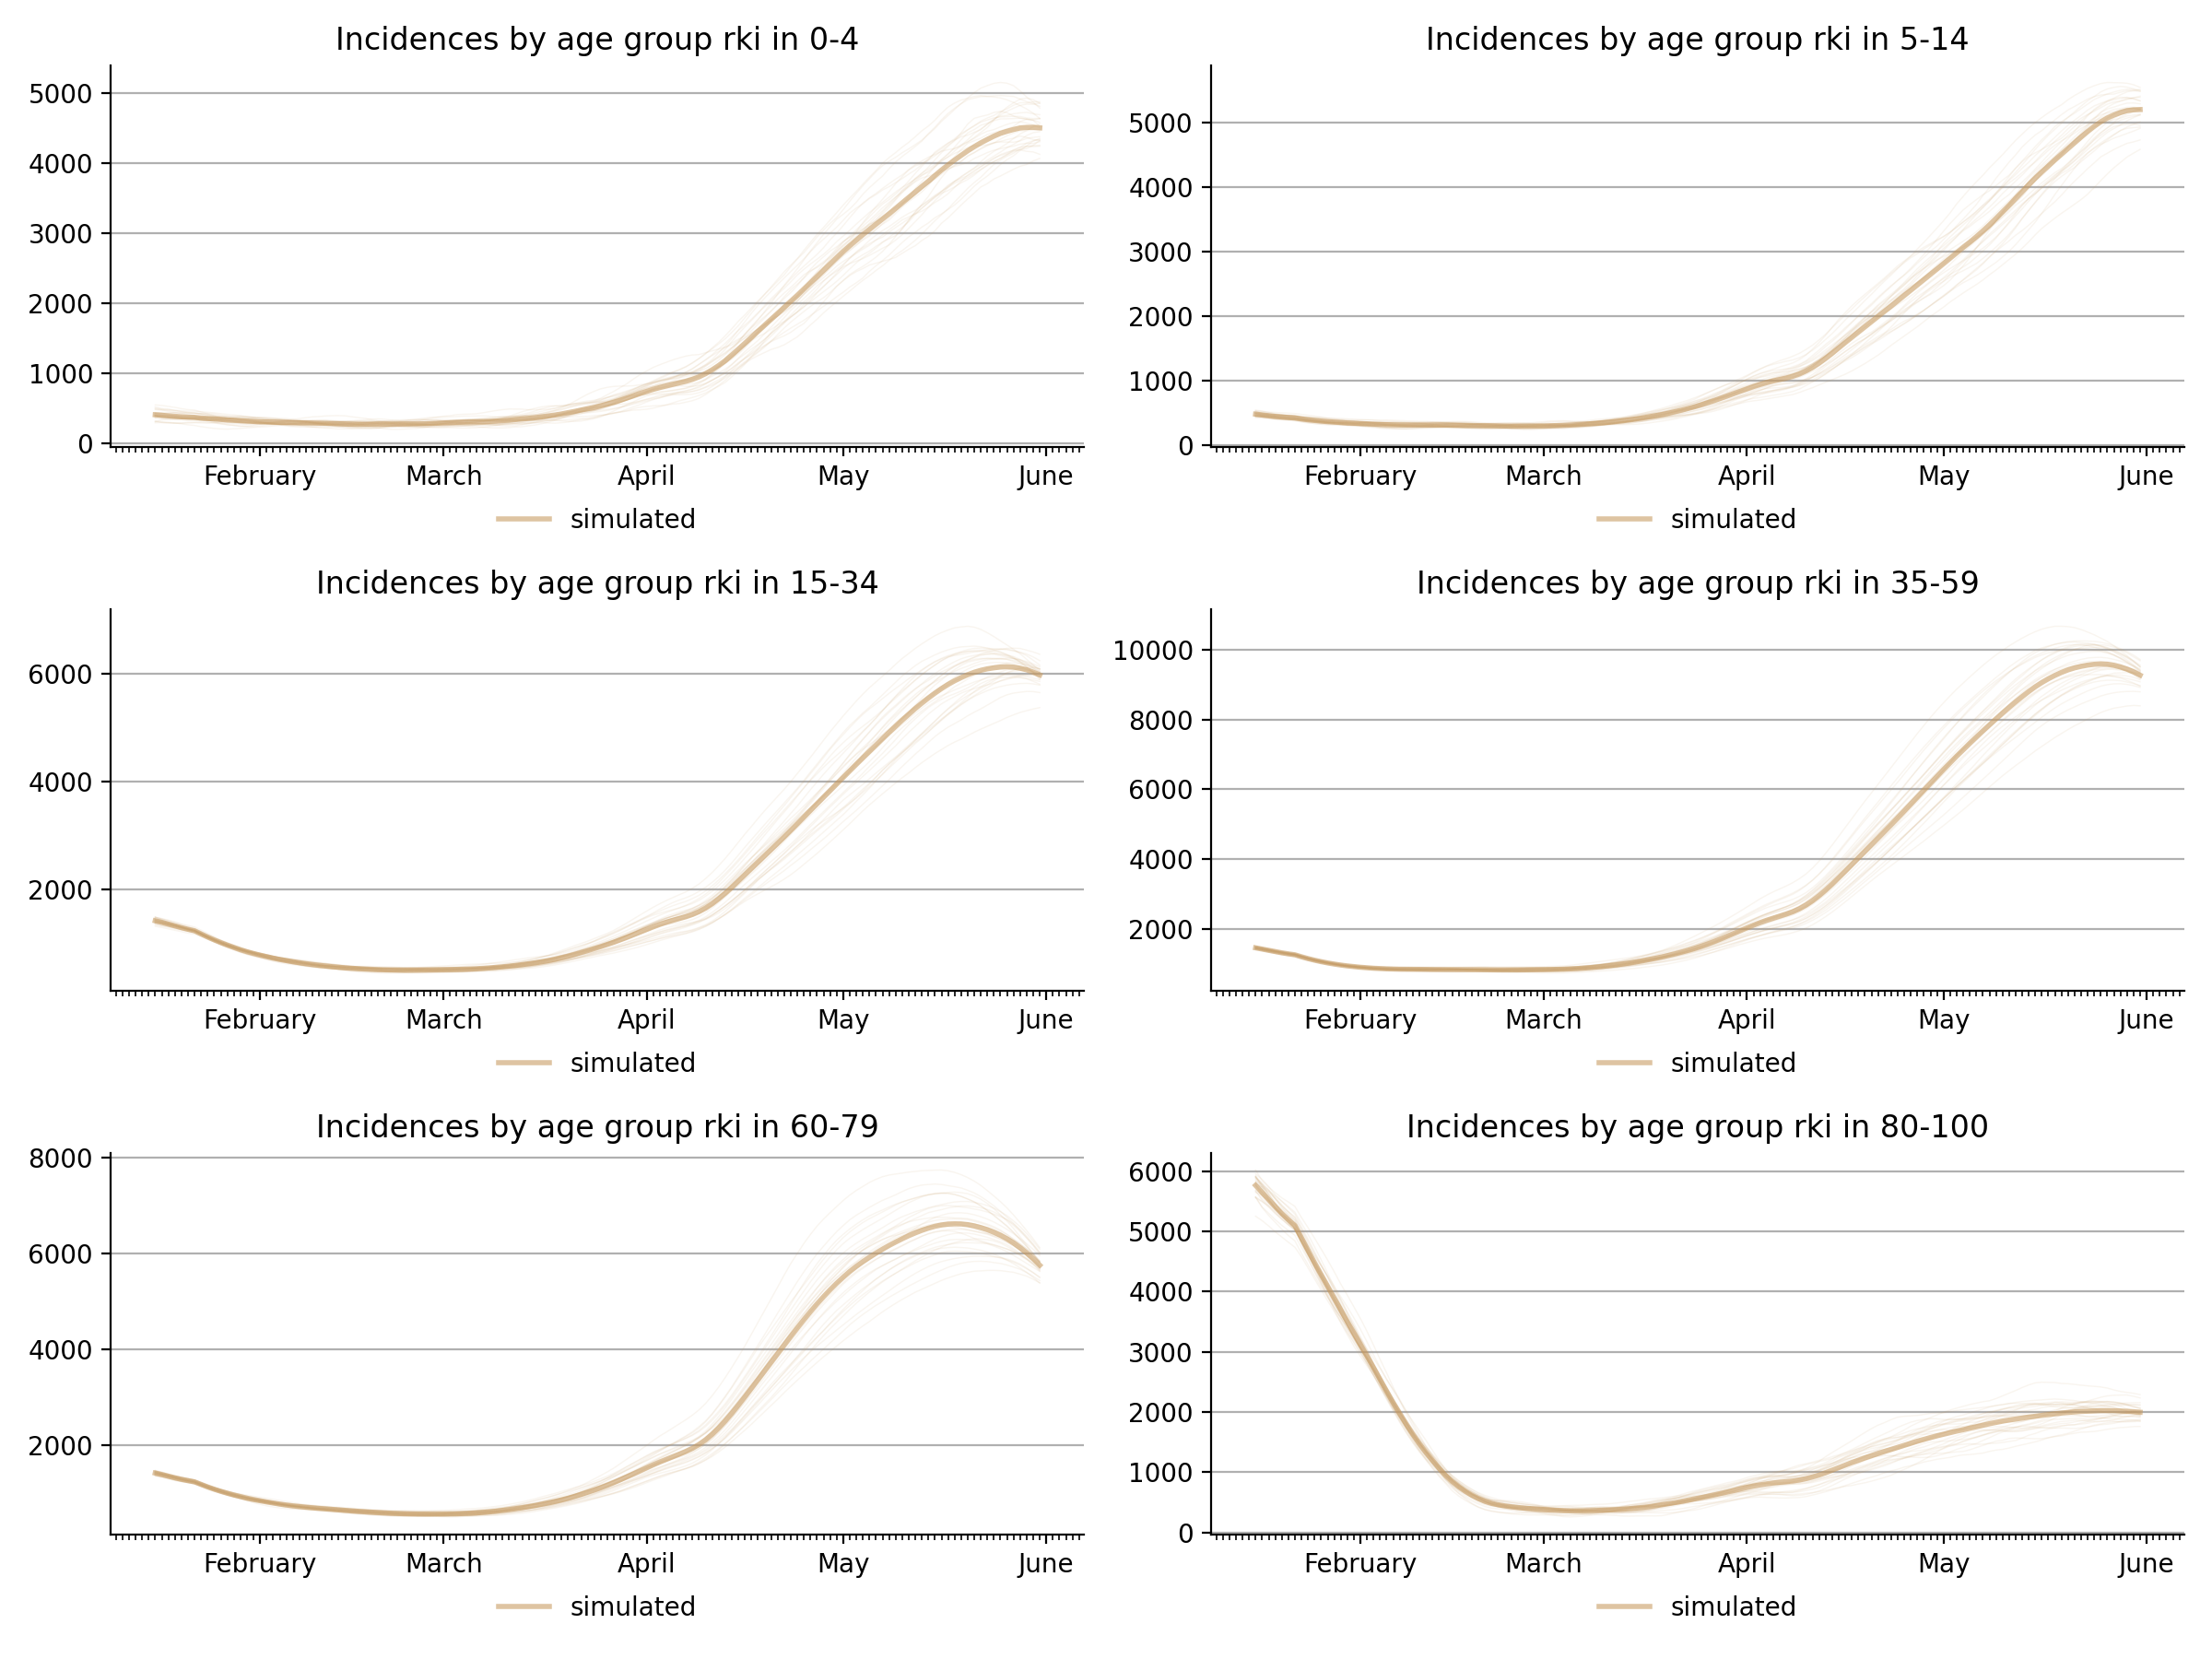 Incidences by age group rki in 0-4
5000
4000
3000
2000
1000
0
February March April May June
simulated
Incidences by age group rki in 5-14
5000
4000
3000
2000
1000
0
February March April May June
simulated
Incidences by age group rki in 15-34
6000
4000
2000
February March April May June
simulated
Incidences by age group rki in 35-59
10000
8000
6000
4000
2000
February March April May June
simulated
Incidences by age group rki in 60-79
8000
6000
4000
2000
February March April May June
simulated
Incidences by age group rki in 80-100
6000
5000
4000
3000
2000
1000
0
February March April May June
simulated